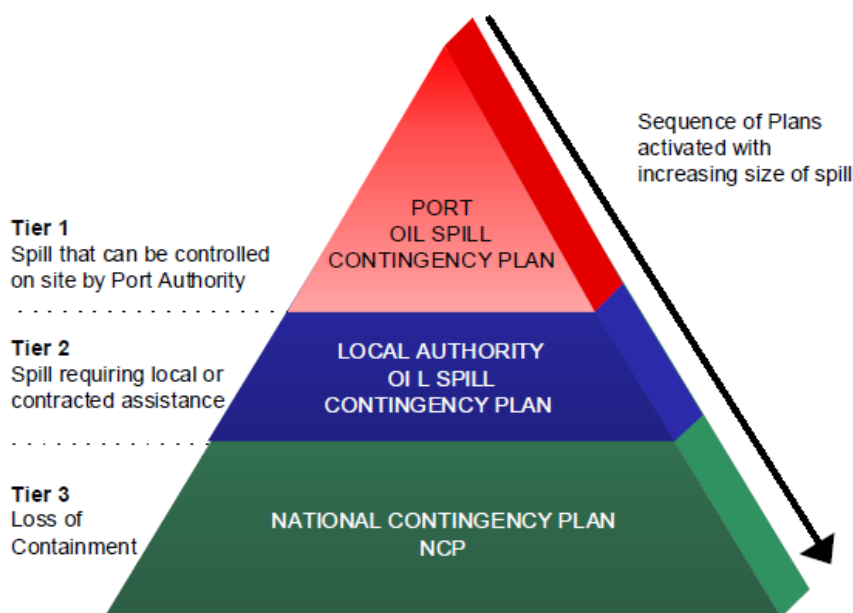 Sequence of Plans
activated with
increasing size of spill
PORT
OIL SPILL
CONTINGENCY PLAN
Tier 1
Spill that can be controlled
on site by Port Authority
LOCAL AUTHORITY
OI L SPILL
CONTINGENCY PLAN
Tier 2
Spill requiring local or
contracted assistance
NATIONAL CONTINGENCY PLAN
NCP
Tier 3
Loss of
Containment